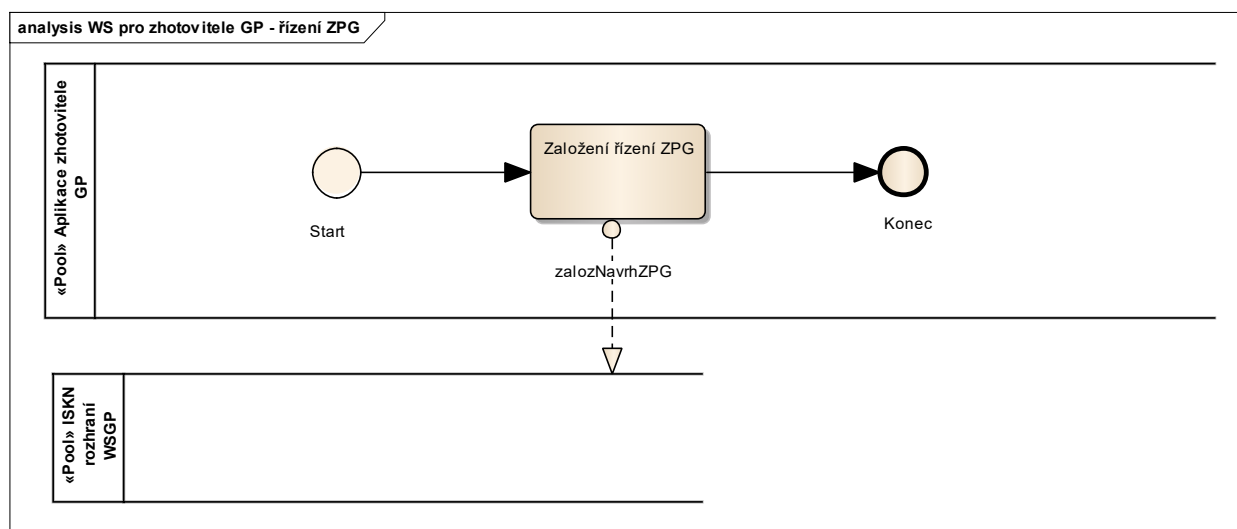 analysis WS pro zhotovitele GP - řízení ZPG
«Pool» Aplikace zhotovitele
GP
Založení řízení ZPG
Start
Konec
zalozNavrhZPG
«Pool» ISKN
rozhraní
WSGP